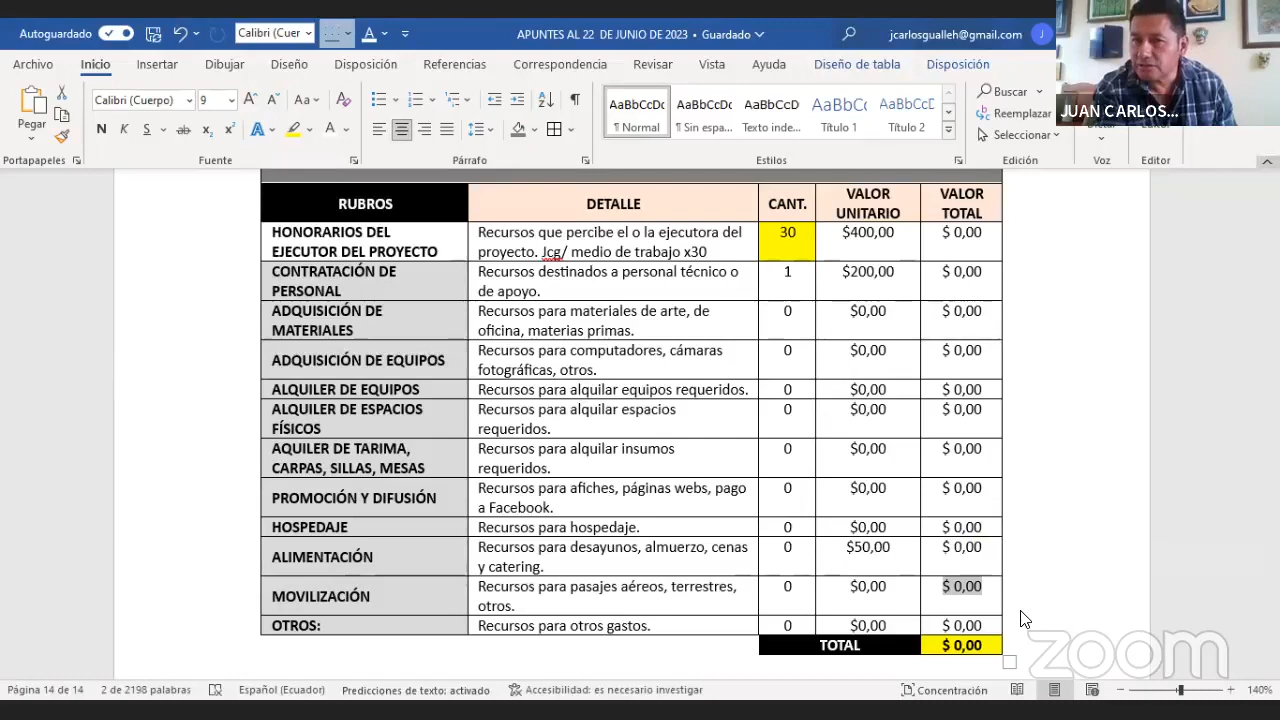 Autoguardado
Calibri (Cuer
APUNTES AL 22 DE JUNIO DE 2023 • Guardado
jcarlosgualleh@gmail.com
J
Archivo Inicio Insertar Dibujar Diseño Disposición Referencias Correspondencia Revisar Vista Ayuda Diseño de tabla Disposición
JUAN CARLOS...
Pegar
Calibri (Cuerpo)
9
N K S ab x₂ x² A
AaBbCcDc AaBbCcDc AaBbCcDc AaBbCc AaBbCcD
¶ Normal ¶ Sin espa... Texto inde... Título 1 Título 2
Buscar
Reemplazar
Seleccionar
Portapapeles Fuente Párrafo Estilos Edición Voz Editor
RUBROS DETALLE CANT. VALOR UNITARIO VALOR TOTAL
HONORARIOS DEL EJECUTOR DEL PROYECTO Recursos que percibe el o la ejecutora del proyecto. Jcg/ medio de trabajo x30 30 $400,00 $ 0,00
CONTRATACIÓN DE PERSONAL Recursos destinados a personal técnico o de apoyo. 1 $200,00 $ 0,00
ADQUISICIÓN DE MATERIALES Recursos para materiales de arte, de oficina, materias primas. 0 $0,00 $ 0,00
ADQUISICIÓN DE EQUIPOS Recursos para computadores, cámaras fotográficas, otros. 0 $0,00 $ 0,00
ALQUILER DE EQUIPOS Recursos para alquilar equipos requeridos. 0 $0,00 $ 0,00
ALQUILER DE ESPACIOS FÍSICOS Recursos para alquilar espacios requeridos. 0 $0,00 $ 0,00
AQUILER DE TARIMA, CARPAS, SILLAS, MESAS Recursos para alquilar insumos requeridos. 0 $0,00 $ 0,00
PROMOCIÓN Y DIFUSIÓN Recursos para afiches, páginas webs, pago a Facebook. 0 $0,00 $ 0,00
HOSPEDAJE Recursos para hospedaje. 0 $0,00 $ 0,00
ALIMENTACIÓN Recursos para desayunos, almuerzo, cenas y catering. 0 $50,00 $ 0,00
MOVILIZACIÓN Recursos para pasajes aéreos, terrestres, otros. 0 $0,00 $ 0,00
OTROS: Recursos para otros gastos. 0 $0,00 $ 0,00
TOTAL $ 0,00
zoom
Página 14 de 14 2 de 2198 palabras Español (Ecuador) Predicciones de texto: activado Accesibilidad: es necesario investigar Concentración 140%